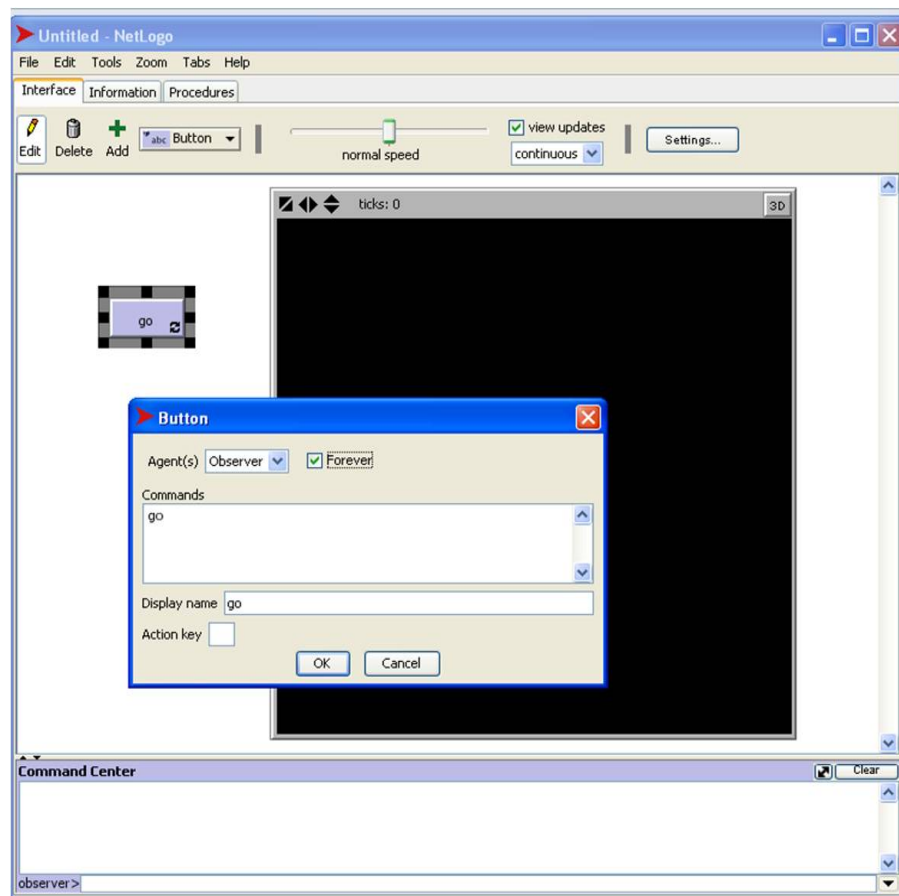 Untitled - NetLogo
File Edit Tools Zoom Tabs Help
Interface Information Procedures
Edit Delete Add abc Button normal speed view updates continuous Settings...
ticks: 0 3D
go
Button
Agent(s) Observer Forever
Commands
go
Display name go
Action key
OK Cancel
Command Center Clear
observer>